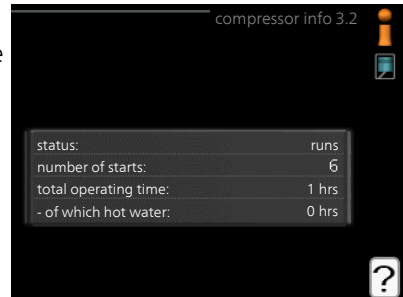 compressor info 3.2
e
status: runs
number of starts: 6
total operating time: 1 hrs
- of which hot water: 0 hrs
?